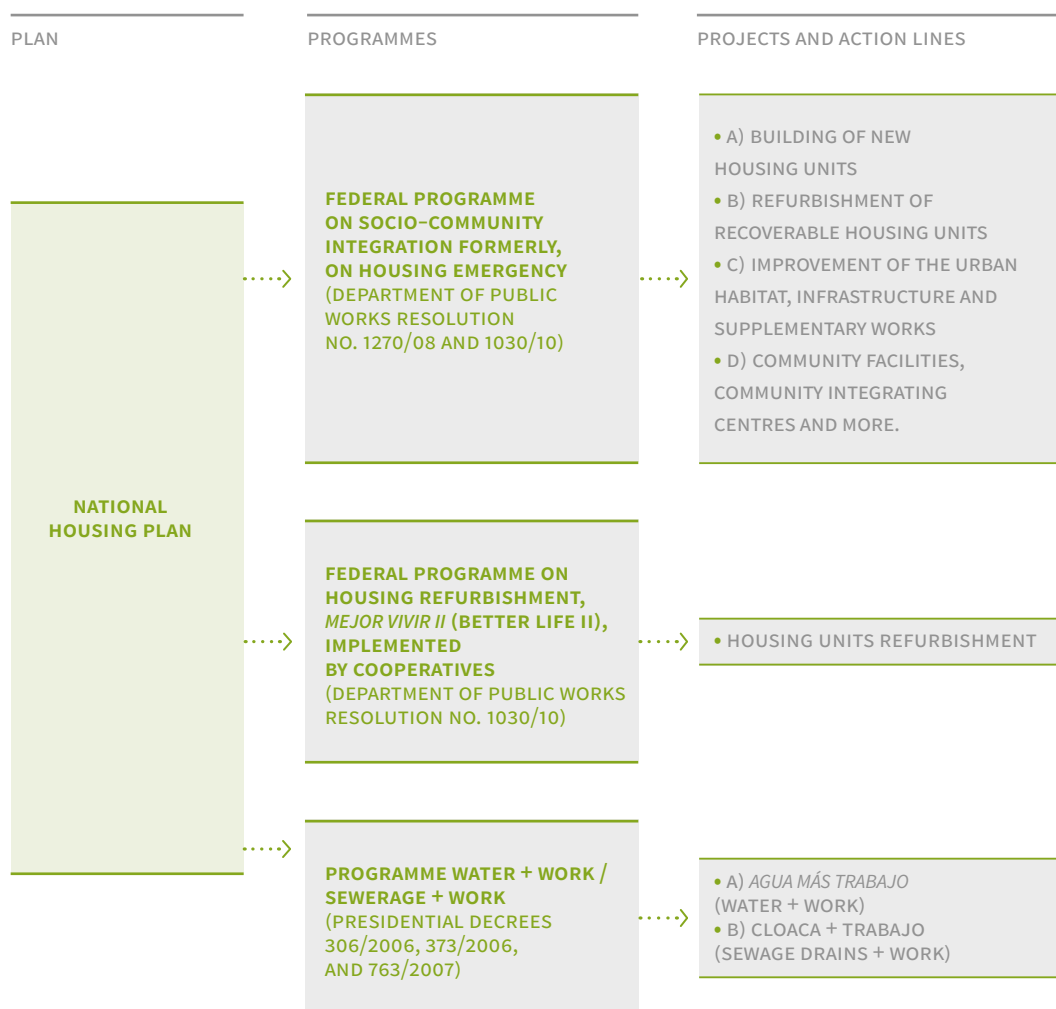 PLAN
PROGRAMMES
PROJECTS AND ACTION LINES
NATIONAL
HOUSING PLAN
FEDERAL PROGRAMME
ON SOCIO-COMMUNITY
INTEGRATION FORMERLY,
ON HOUSING EMERGENCY
(DEPARTMENT OF PUBLIC
WORKS RESOLUTION
NO. 1270/08 AND 1030/10)
• A) BUILDING OF NEW
HOUSING UNITS
• B) REFURBISHMENT OF
RECOVERABLE HOUSING UNITS
• C) IMPROVEMENT OF THE URBAN
HABITAT, INFRASTRUCTURE AND
SUPPLEMENTARY WORKS
• D) COMMUNITY FACILITIES,
COMMUNITY INTEGRATING
CENTRES AND MORE.
FEDERAL PROGRAMME ON
HOUSING REFURBISHMENT,
MEJOR VIVIR II (BETTER LIFE II),
IMPLEMENTED
BY COOPERATIVES
(DEPARTMENT OF PUBLIC WORKS
RESOLUTION NO. 1030/10)
• HOUSING UNITS REFURBISHMENT
PROGRAMME WATER + WORK /
SEWERAGE + WORK
(PRESIDENTIAL DECREES
306/2006, 373/2006,
AND 763/2007)
• A) AGUA MÁS TRABAJO
(WATER + WORK)
• B) CLOACA + TRABAJO
(SEWAGE DRAINS + WORK)